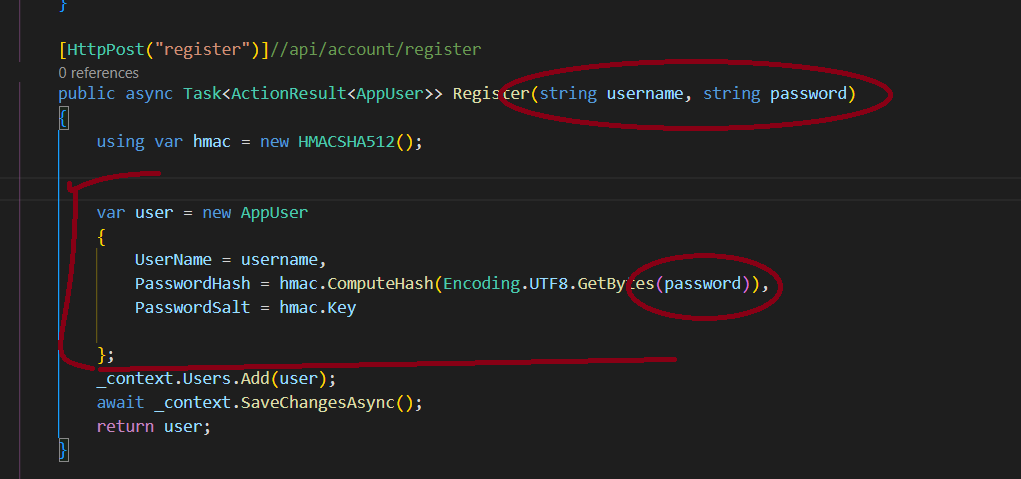 }
[HttpPost("register")]//api/account/register
0 references
public async Task<ActionResult<AppUser>> Register(string username, string password)
{
using var hmac = new HMACSHA512();
var user = new AppUser
{
UserName = username,
PasswordHash = hmac.ComputeHash(Encoding.UTF8.GetBytes(password)),
PasswordSalt = hmac.Key
};
_context.Users.Add(user);
await _context.SaveChangesAsync();
return user;
}